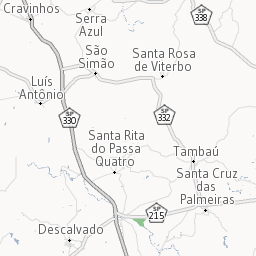 Cravinhos
Serra
Azul
SP
338
São
Simão
Santa Rosa
de Viterbo
Luís
Antônio
SP
330
SP
332
Santa Rita
do Passa
Quatro
Tambaú
Santa Cruz
das
Palmeiras
SP
215
Descalvado